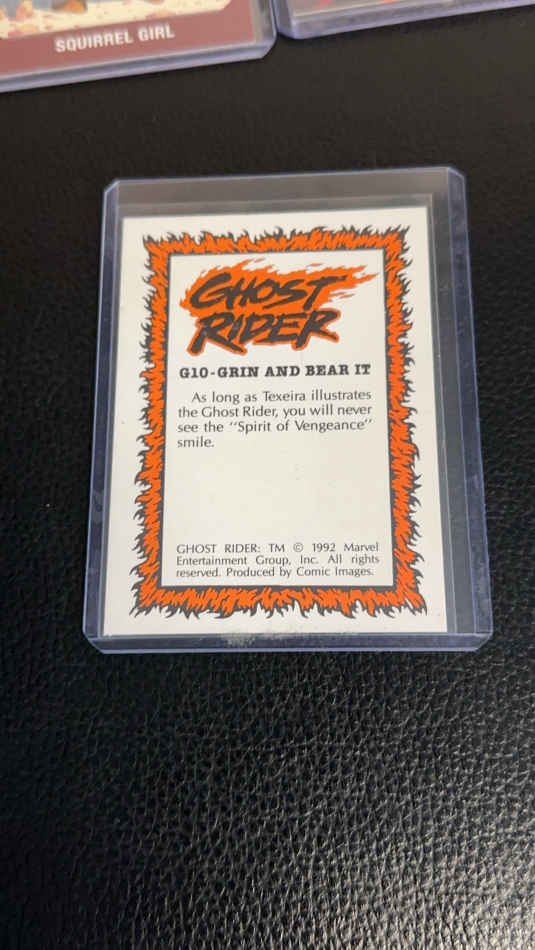 SQUIRREL GIRL
GHOST
RIDER
G10-GRIN AND BEAR IT
As long as Texeira illustrates
the Ghost Rider, you will never
see the "Spirit of Vengeance"
smile.
GHOST RIDER: TM © 1992 Marvel
Entertainment Group, Inc. All rights
reserved. Produced by Comic Images.